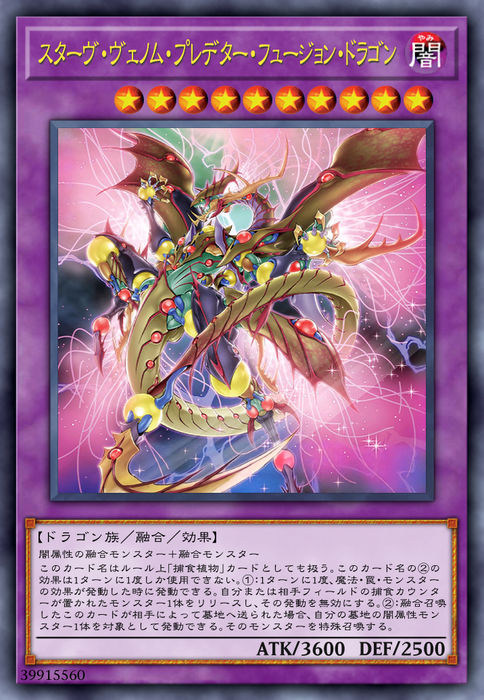 スターヴ・ヴェノム・プレデター・フュージョン・ドラゴン
やみ
闇
【ドラゴン族／融合／効果】
闇属性の融合モンスター＋融合モンスター
このカード名はルール上「捕食植物」カードとしても扱う。このカード名の②の
効果は1ターンに1度しか使用できない。①：1ターンに1度、魔法・罠・モンスター
の効果が発動した時に発動できる。自分または相手フィールドの捕食カウンタ
ーが置かれたモンスター1体をリリースし、その発動を無効にする。②：融合召喚
したこのカードが相手によって墓地へ送られた場合、自分の墓地の闇属性モン
スター1体を対象として発動できる。そのモンスターを特殊召喚する。
ATK/3600 DEF/2500
39915560